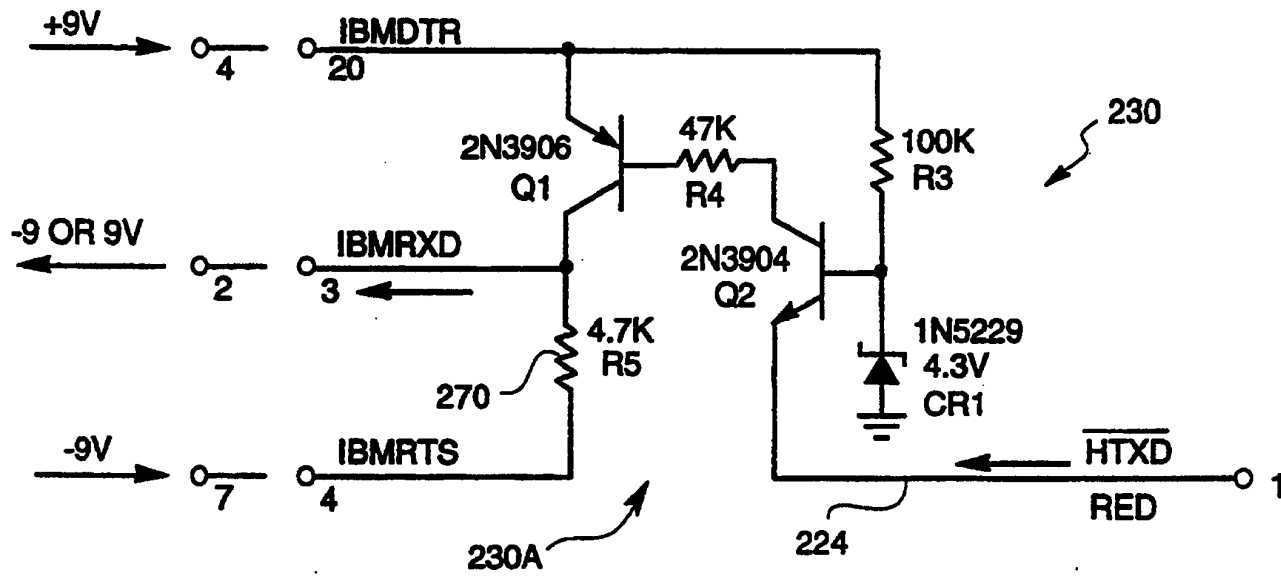 +9V
4
20
IBMDTR
2N3906
Q1
47K
R4
100K
R3
230
-9 OR 9V
2
3
IBMRXD
2N3904
Q2
4.7K
R5
270
1N5229
4.3V
CR1
-9V
7
4
IBMRTS
HTXD
RED
1
230A
224